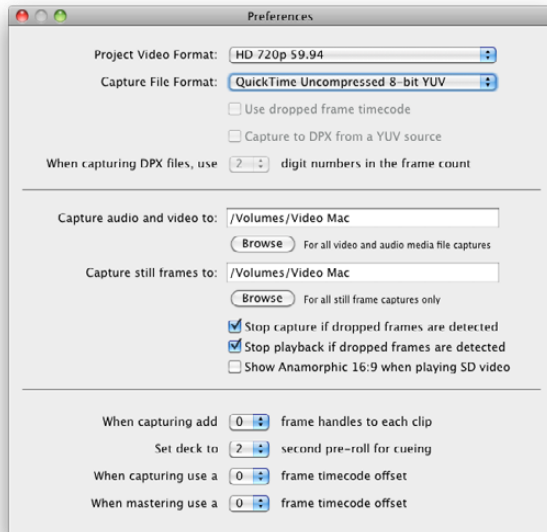 Preferences
Project Video Format: HD 720p 59.94
Capture File Format: QuickTime Uncompressed 8-bit YUV
Use dropped frame timecode
Capture to DPX from a YUV source
When capturing DPX files, use 2 digit numbers in the frame count
Capture audio and video to: /Volumes/Video Mac
Browse For all video and audio media file captures
Capture still frames to: /Volumes/Video Mac
Browse For all still frame captures only
Stop capture if dropped frames are detected
Stop playback if dropped frames are detected
Show Anamorphic 16:9 when playing SD video
When capturing add 0 frame handles to each clip
Set deck to 2 second pre-roll for cueing
When capturing use a 0 frame timecode offset
When mastering use a 0 frame timecode offset